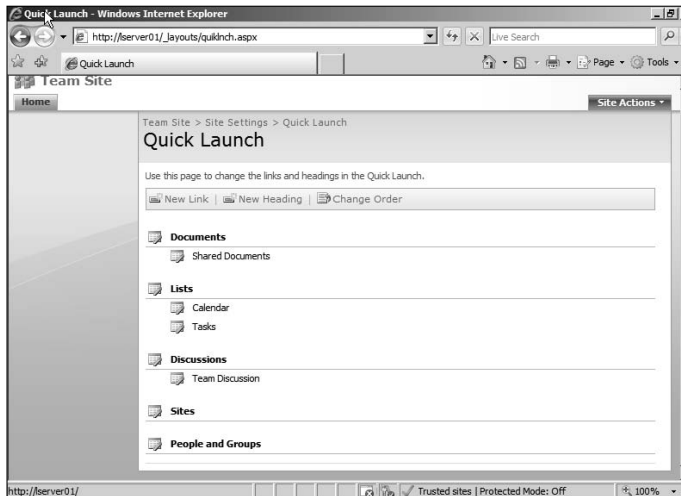 Quick Launch - Windows Internet Explorer
http://lserver01/_layouts/quiklnch.aspx
Live Search
Quick Launch
Page
Tools
Team Site
Home
Site Actions
Team Site > Site Settings > Quick Launch
Quick Launch
Use this page to change the links and headings in the Quick Launch.
New Link | New Heading | Change Order
Documents
Shared Documents
Lists
Calendar
Tasks
Discussions
Team Discussion
Sites
People and Groups
http://lserver01/
Trusted sites | Protected Mode: Off
100%